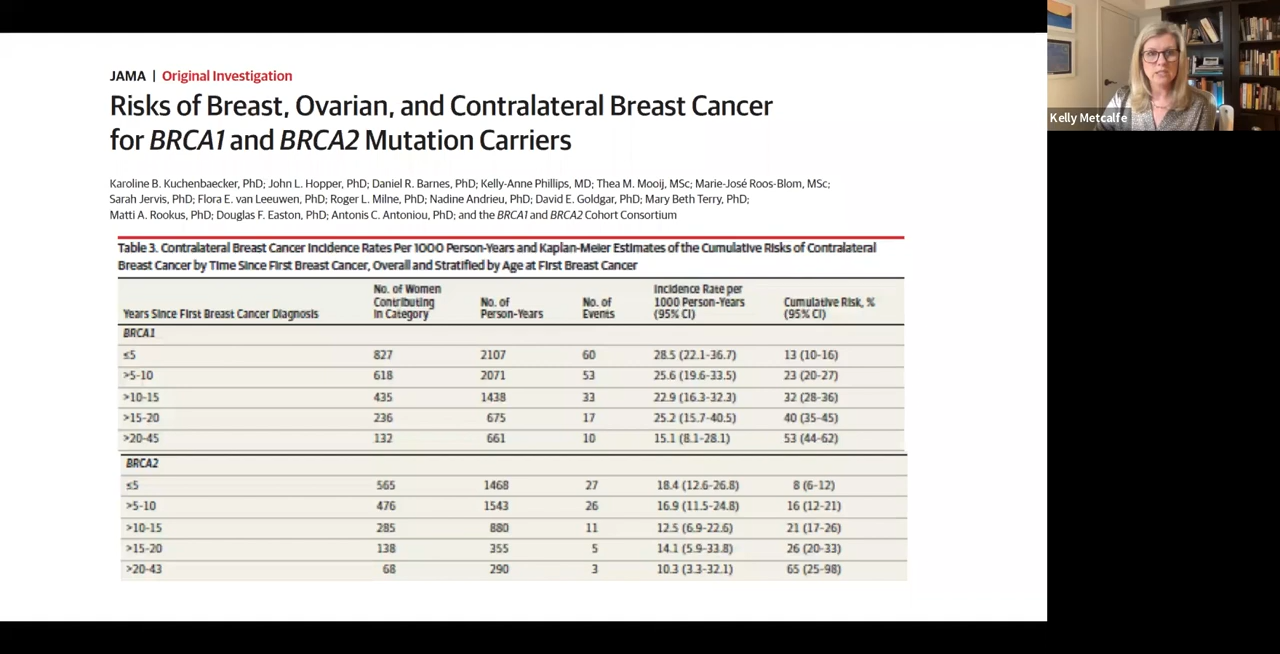 JAMA | Original Investigation
Risks of Breast, Ovarian, and Contralateral Breast Cancer
for BRCA1 and BRCA2 Mutation Carriers
Karoline B. Kuchenbaecker, PhD; John L. Hopper, PhD; Daniel R. Barnes, PhD; Kelly-Anne Phillips, MD; Thea M. Mooij, MSc; Marie-José Roos-Blom, MSc;
Sarah Jervis, PhD; Flora E. van Leeuwen, PhD; Roger L. Milne, PhD; Nadine Andrieu, PhD; David E. Goldgar, PhD; Mary Beth Terry, PhD;
Matti A. Rookus, PhD; Douglas F. Easton, PhD; Antonis C. Antoniou, PhD; and the BRCA1 and BRCA2 Cohort Consortium
Table 3. Contralateral Breast Cancer Incidence Rates Per 1000 Person-Years and Kaplan-Meier Estimates of the Cumulative Risks of Contralateral
Breast Cancer by Time Since First Breast Cancer, Overall and Stratified by Age at First Breast Cancer
Years Since First Breast Cancer Diagnosis
No. of Women
Contributing
in Category
No. of
Person-Years
No. of
Events
Incidence Rate per
1000 Person-Years
(95% CI)
Cumulative Risk, %
(95% CI)
BRCA1
≤5 827 2107 60 28.5 (22.1-36.7) 13 (10-16)
>5-10 618 2071 53 25.6 (19.6-33.5) 23 (20-27)
>10-15 435 1438 33 22.9 (16.3-32.3) 32 (28-36)
>15-20 236 675 17 25.2 (15.7-40.5) 40 (35-45)
>20-45 132 661 10 15.1 (8.1-28.1) 53 (44-62)
BRCA2
≤5 565 1468 27 18.4 (12.6-26.8) 8 (6-12)
>5-10 476 1543 26 16.9 (11.5-24.8) 16 (12-21)
>10-15 285 880 11 12.5 (6.9-22.6) 21 (17-26)
>15-20 138 355 5 14.1 (5.9-33.8) 26 (20-33)
>20-43 68 290 3 10.3 (3.3-32.1) 65 (25-98)
Kelly Metcalfe